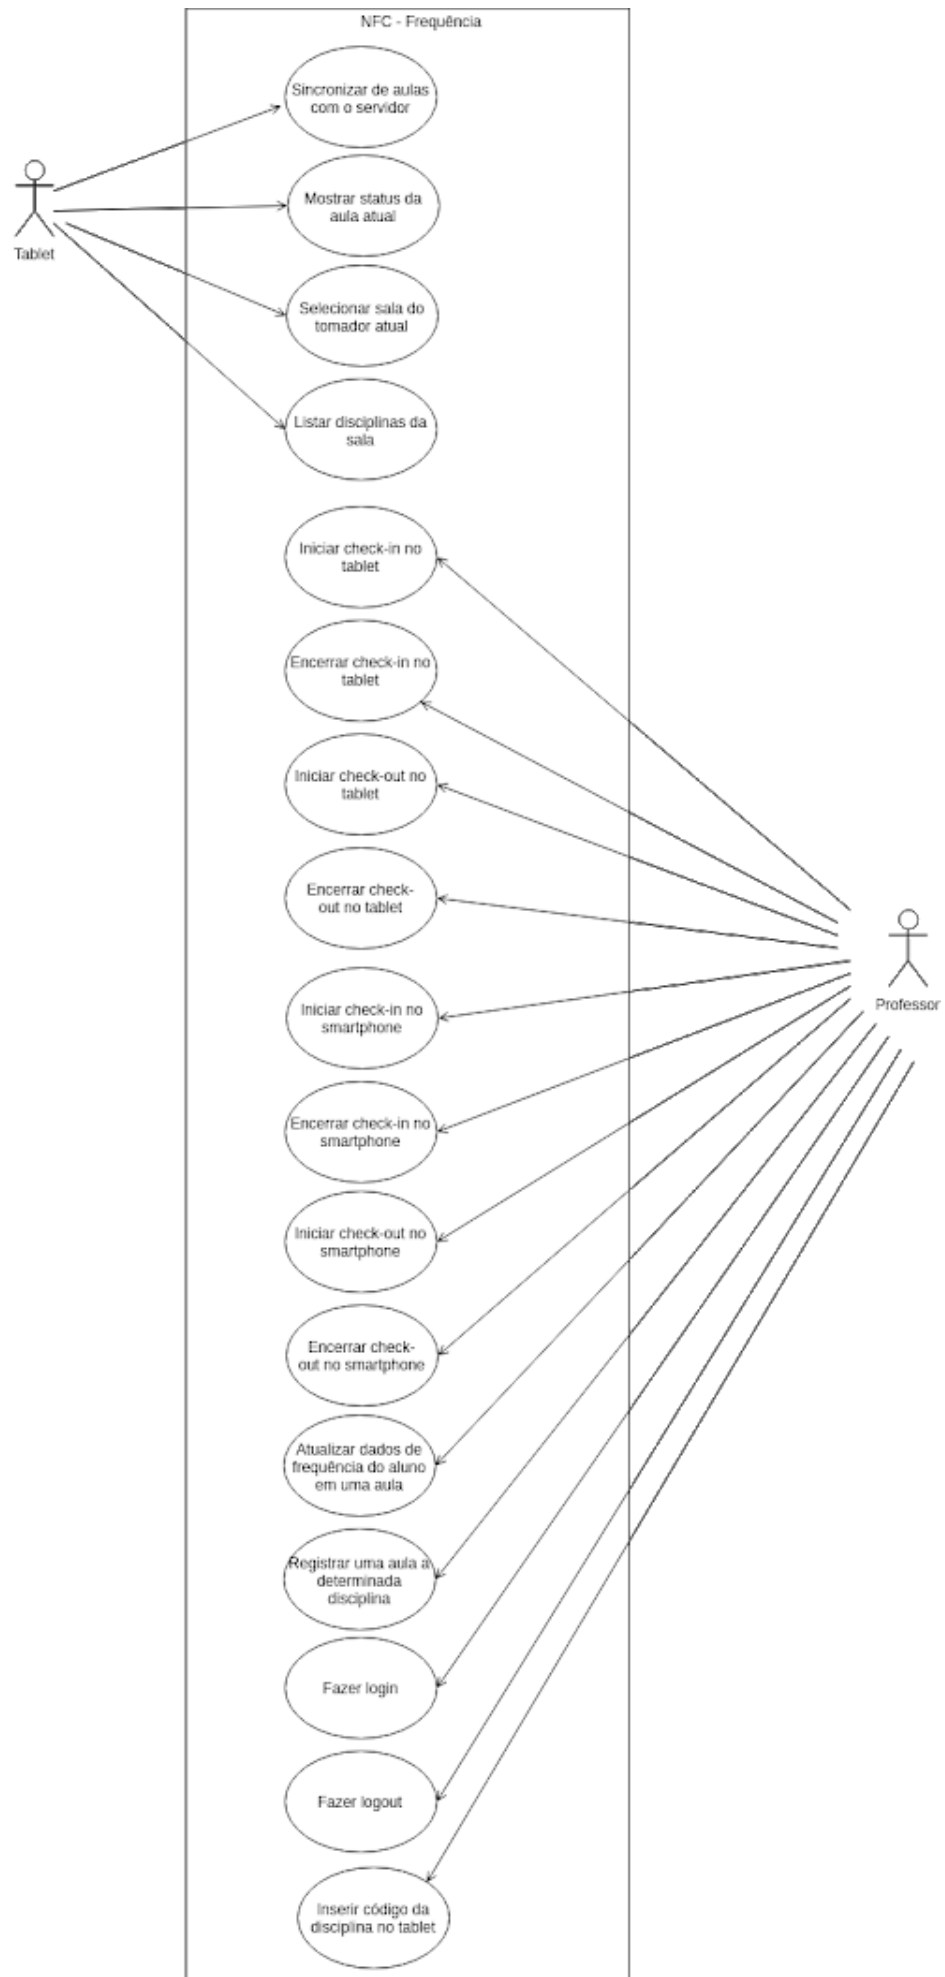 NFC - Frequência
Sincronizar de aulas
com o servidor
Mostrar status da
aula atual
Tablet
Selecionar sala do
tomador atual
Listar disciplinas da
sala
Iniciar check-in no
tablet
Encerrar check-in no
tablet
Iniciar check-out no
tablet
Encerrar check-
out no tablet
Professor
Iniciar check-in no
smartphone
Encerrar check-in no
smartphone
Iniciar check-out no
smartphone
Encerrar check-
out no smartphone
Atualizar dados de
frequência do aluno
em uma aula
Registrar uma aula a
determinada
disciplina
Fazer login
Fazer logout
Inserir código da
disciplina no tablet